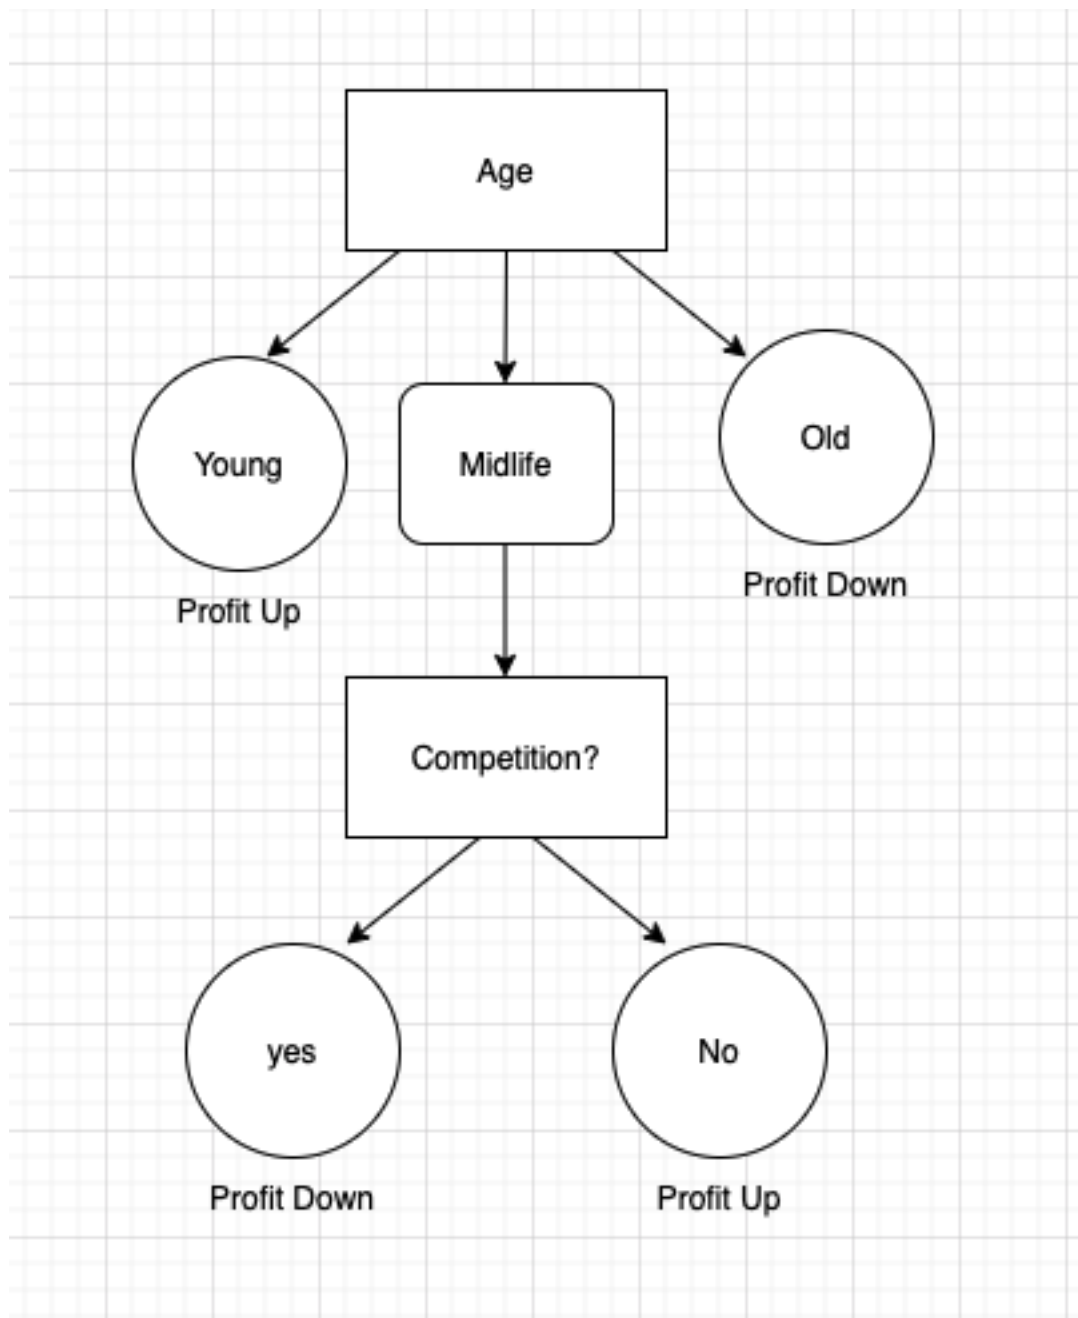 Age
Young
Midlife
Old
Profit Up
Profit Down
Competition?
yes
No
Profit Down
Profit Up